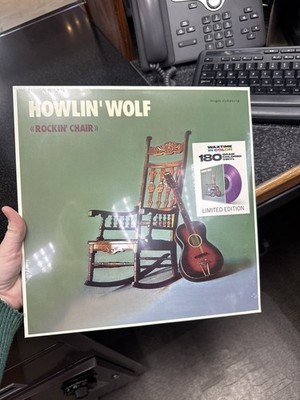 HOWLIN' WOLF
«ROCKIN' CHAIR»
WAXTIME
IN COLOR
180
LIMITED EDITION